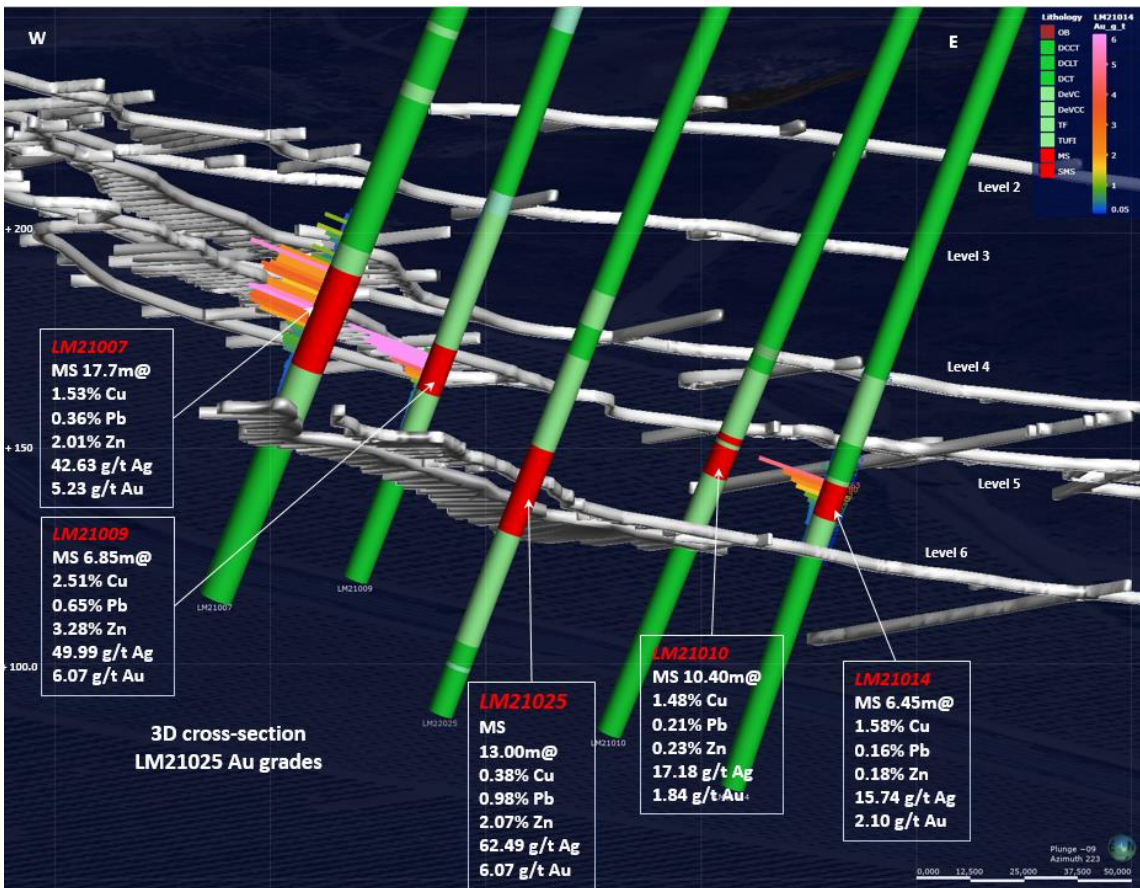 W
E
Lithology
OB
DCCT
DCLT
DCT
DeVC
DeVCC
TF
TUFI
MS
SMS
LM21014
Au_g_t
6
5
4
3
2
1
0.05
Level 2
+ 200
Level 3
Level 4
LM21007
MS 17.7m@
1.53% Cu
0.36% Pb
2.01% Zn
42.63 g/t Ag
5.23 g/t Au
+ 150
Level 5
LM21009
MS 6.85m@
2.51% Cu
0.65% Pb
3.28% Zn
49.99 g/t Ag
6.07 g/t Au
Level 6
LM21007
LM21009
+ 100.0
LM21025
MS
13.00m@
0.38% Cu
0.98% Pb
2.07% Zn
62.49 g/t Ag
6.07 g/t Au
LM21010
MS 10.40m@
1.48% Cu
0.21% Pb
0.23% Zn
17.18 g/t Ag
1.84 g/t Au
LM21014
MS 6.45m@
1.58% Cu
0.16% Pb
0.18% Zn
15.74 g/t Ag
2.10 g/t Au
LM22025
LM21010
3D cross-section
LM21025 Au grades
Plunge -09
Azimuth 223
0,000 12,500 25,000 37,500 50,000